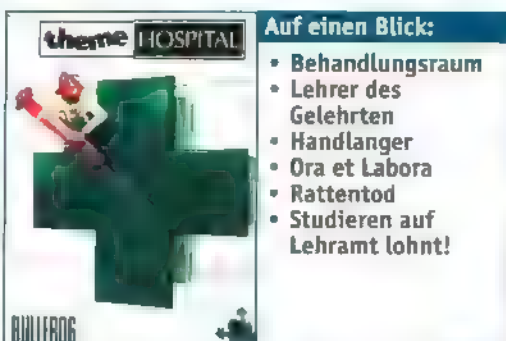 theme HOSPITAL
BULLFROG
Auf einen Blick:
• Behandlungsraum
• Lehrer des
Gelehrten
• Handlanger
• Ora et Labora
• Rattentod
• Studieren auf
Lehramt lohnt!